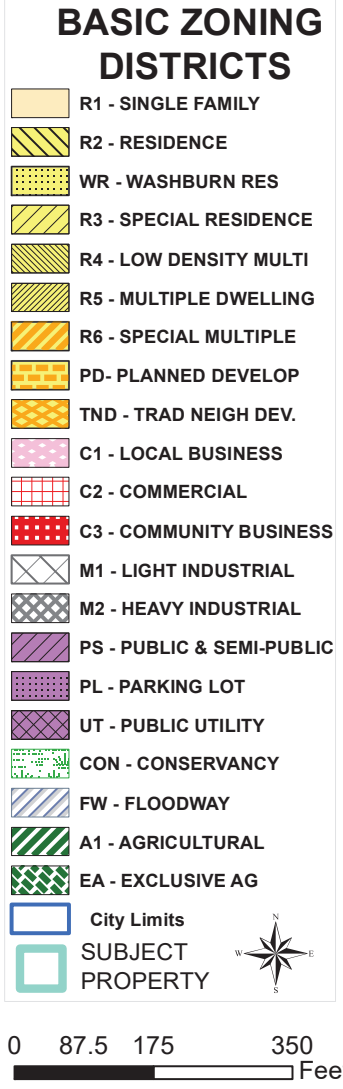 BASIC ZONING
DISTRICTS
R1 - SINGLE FAMILY
R2 - RESIDENCE
WR - WASHBURN RES
R3 - SPECIAL RESIDENCE
R4 - LOW DENSITY MULTI
R5 - MULTIPLE DWELLING
R6 - SPECIAL MULTIPLE
PD- PLANNED DEVELOP
TND - TRAD NEIGH DEV.
C1 - LOCAL BUSINESS
C2 - COMMERCIAL
C3 - COMMUNITY BUSINESS
M1 - LIGHT INDUSTRIAL
M2 - HEAVY INDUSTRIAL
PS - PUBLIC & SEMI-PUBLIC
PL - PARKING LOT
UT - PUBLIC UTILITY
CON - CONSERVANCY
FW - FLOODWAY
A1 - AGRICULTURAL
EA - EXCLUSIVE AG
City Limits
SUBJECT
PROPERTY
N
W E
S
0 87.5 175 350
Fee